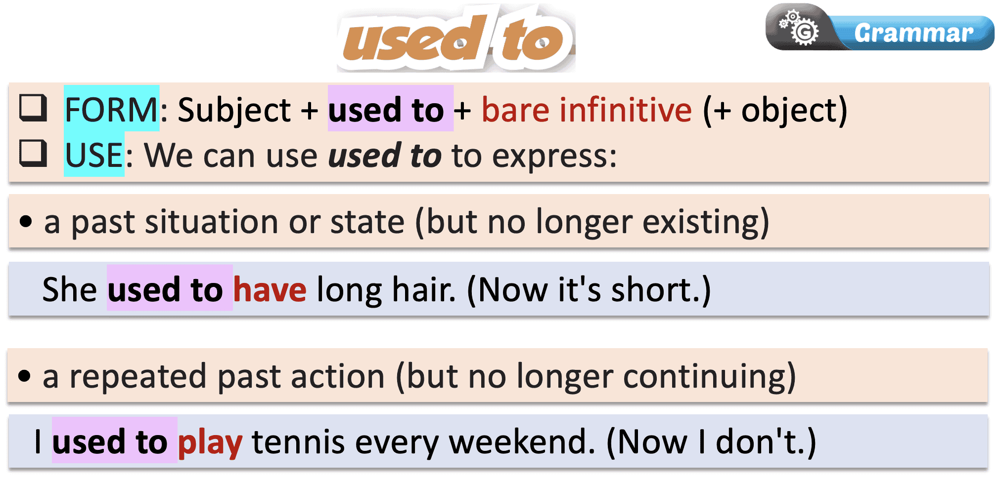 used to
Grammar
❑ FORM: Subject + used to + bare infinitive (+ object)
❑ USE: We can use used to to express:
• a past situation or state (but no longer existing)
She used to have long hair. (Now it's short.)
• a repeated past action (but no longer continuing)
I used to play tennis every weekend. (Now I don't.)